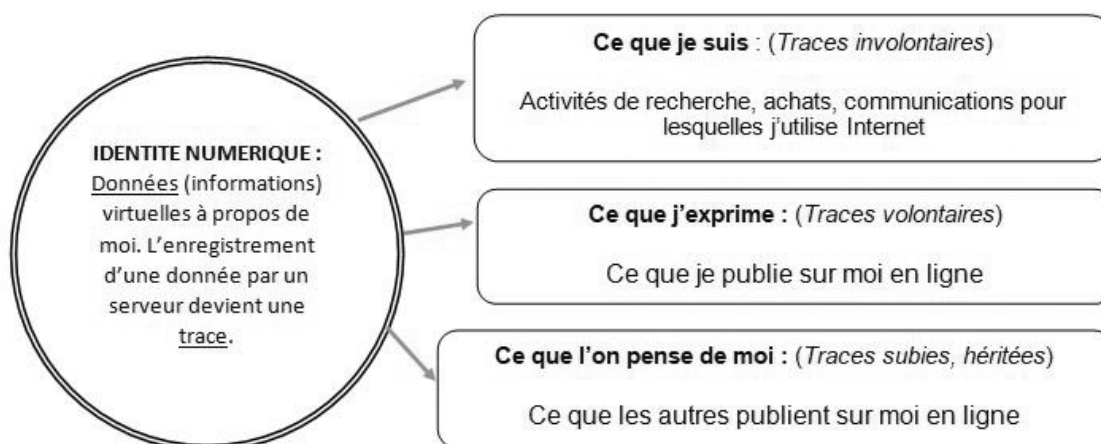 IDENTITE NUMERIQUE :
Données (informations)
virtuelles à propos de
moi. L'enregistrement
d'une donnée par un
serveur devient une
trace.
Ce que je suis : (Traces involontaires)
Activités de recherche, achats, communications pour
lesquelles j'utilise Internet
Ce que j'exprime : (Traces volontaires)
Ce que je publie sur moi en ligne
Ce que l'on pense de moi : (Traces subies, héritées)
Ce que les autres publient sur moi en ligne